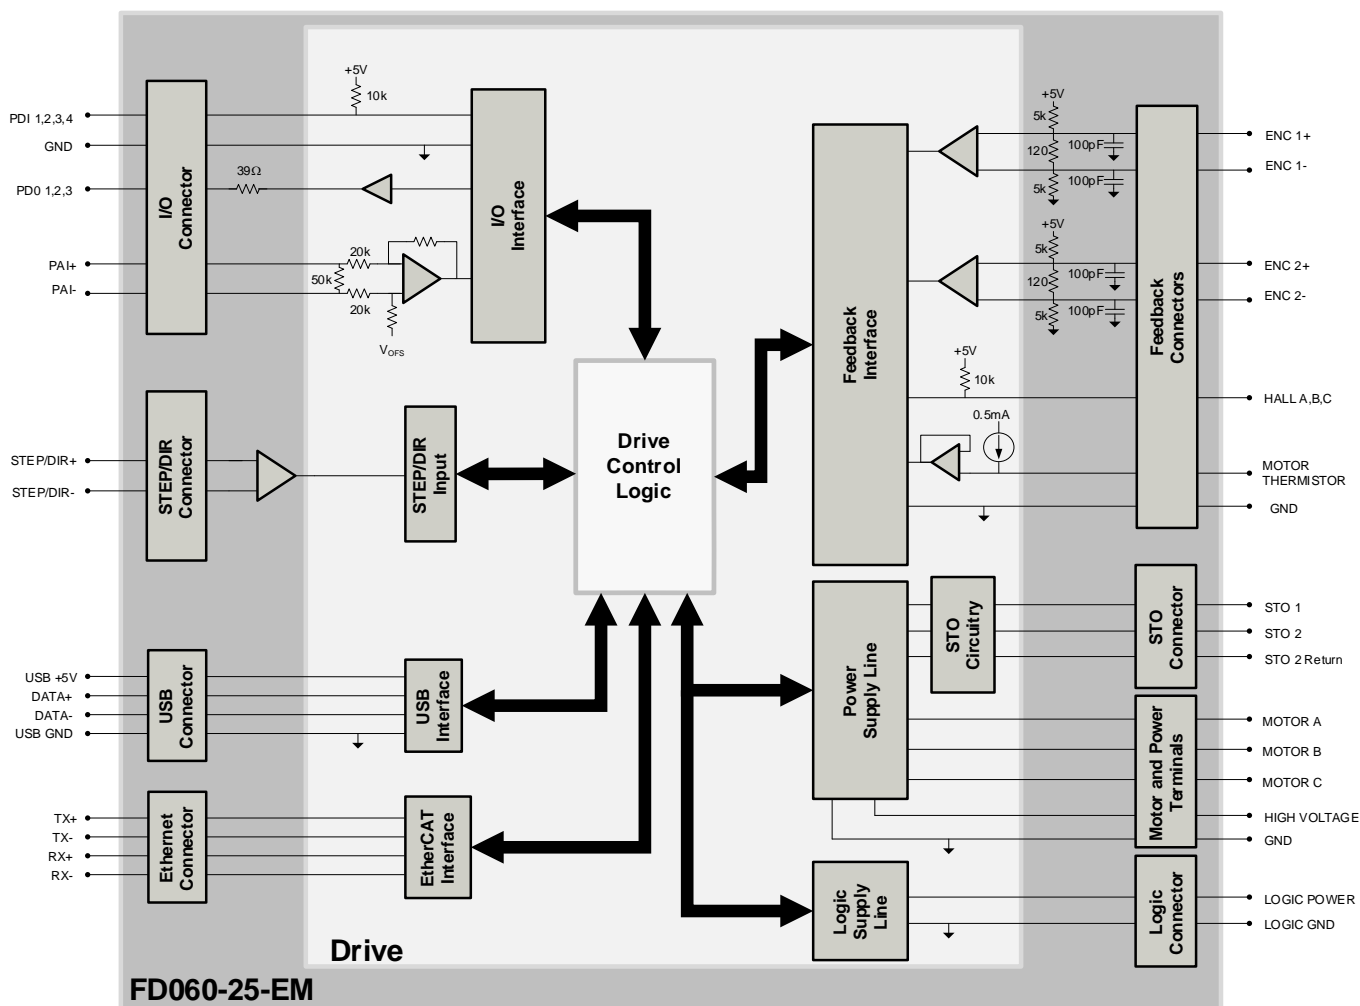 +5V
10k
PDI 1,2,3,4
GND
PD0 1,2,3
39Ω
PAI+
PAI-
20k
50k
20k
VOFS
I/O
Connector
I/O
Interface
STEP/DIR+
STEP/DIR-
STEP/DIR
Connector
STEP/DIR
Input
Drive
Control
Logic
USB +5V
DATA+
DATA-
USB GND
USB
Connector
USB
Interface
TX+
TX-
RX+
RX-
Ethernet
Connector
EtherCAT
Interface
Feedback
Interface
+5V
5k
120
5k
100pF
100pF
+5V
5k
120
5k
100pF
100pF
+5V
10k
0.5mA
Feedback
Connectors
ENC 1+
ENC 1-
ENC 2+
ENC 2-
HALL A,B,C
MOTOR
THERMISTOR
GND
Power
Supply Line
STO
Circuitry
STO
Connector
STO 1
STO 2
STO 2 Return
Motor and Power
Terminals
MOTOR A
MOTOR B
MOTOR C
HIGH VOLTAGE
GND
Logic
Supply
Line
Logic
Connector
LOGIC POWER
LOGIC GND
Drive
FD060-25-EM